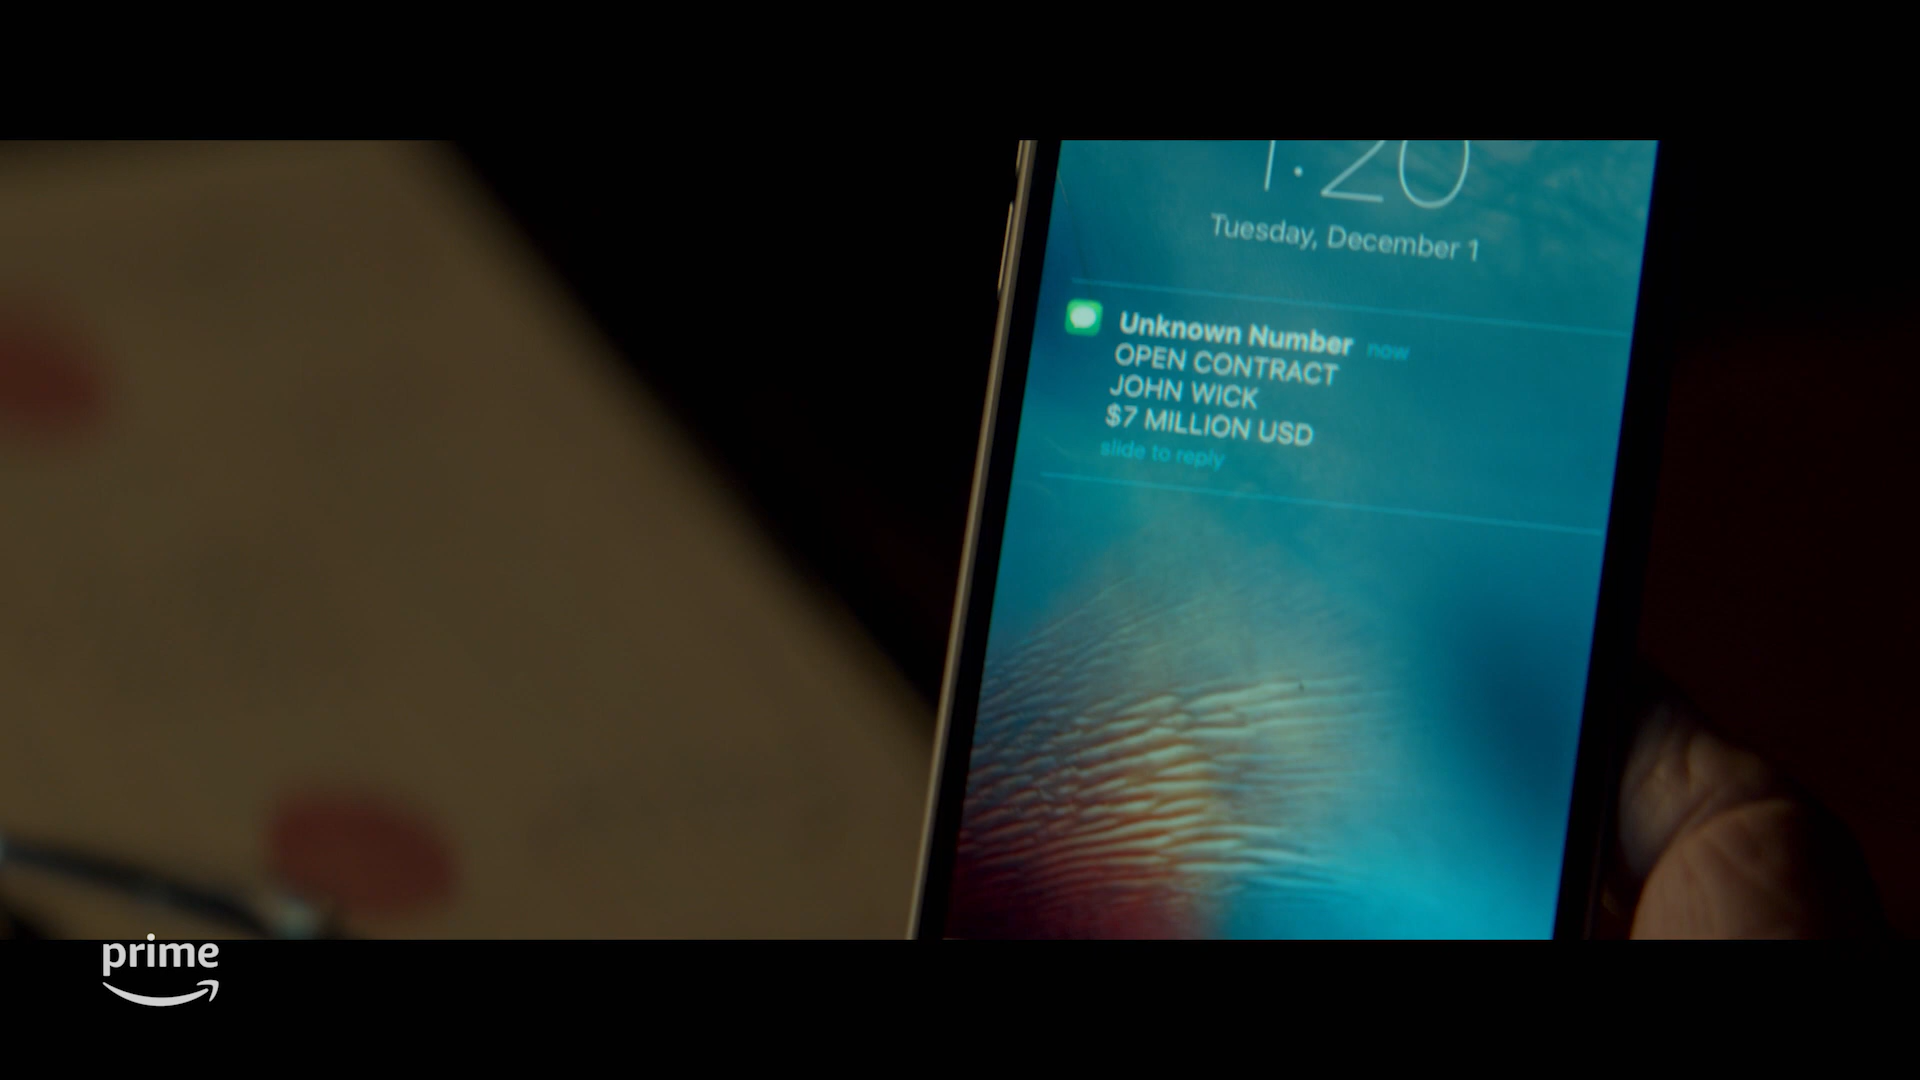 1:20
Tuesday, December 1
Unknown Number now
OPEN CONTRACT
JOHN WICK
$7 MILLION USD
slide to reply
prime